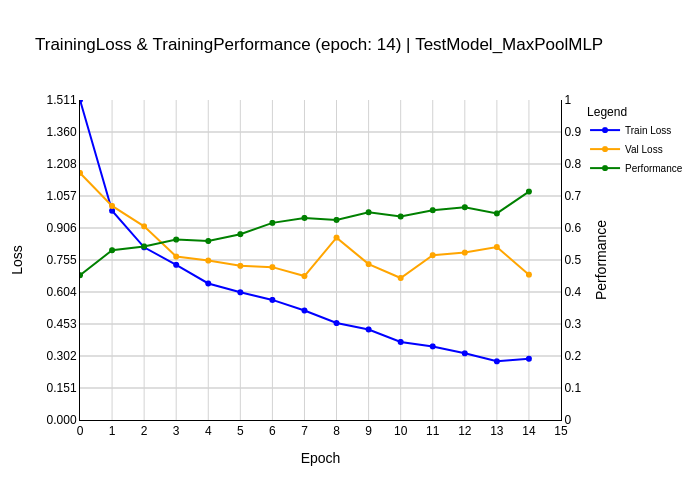 TrainingLoss & TrainingPerformance (epoch: 14) | TestModel_MaxPoolMLP
1.511
1.360
1.208
1.057
0.906
0.755
0.604
0.453
0.302
0.151
0.000
Loss
1
0.9
0.8
0.7
0.6
0.5
0.4
0.3
0.2
0.1
0
Performance
Legend
Train Loss
Val Loss
Performance
0 1 2 3 4 5 6 7 8 9 10 11 12 13 14 15
Epoch